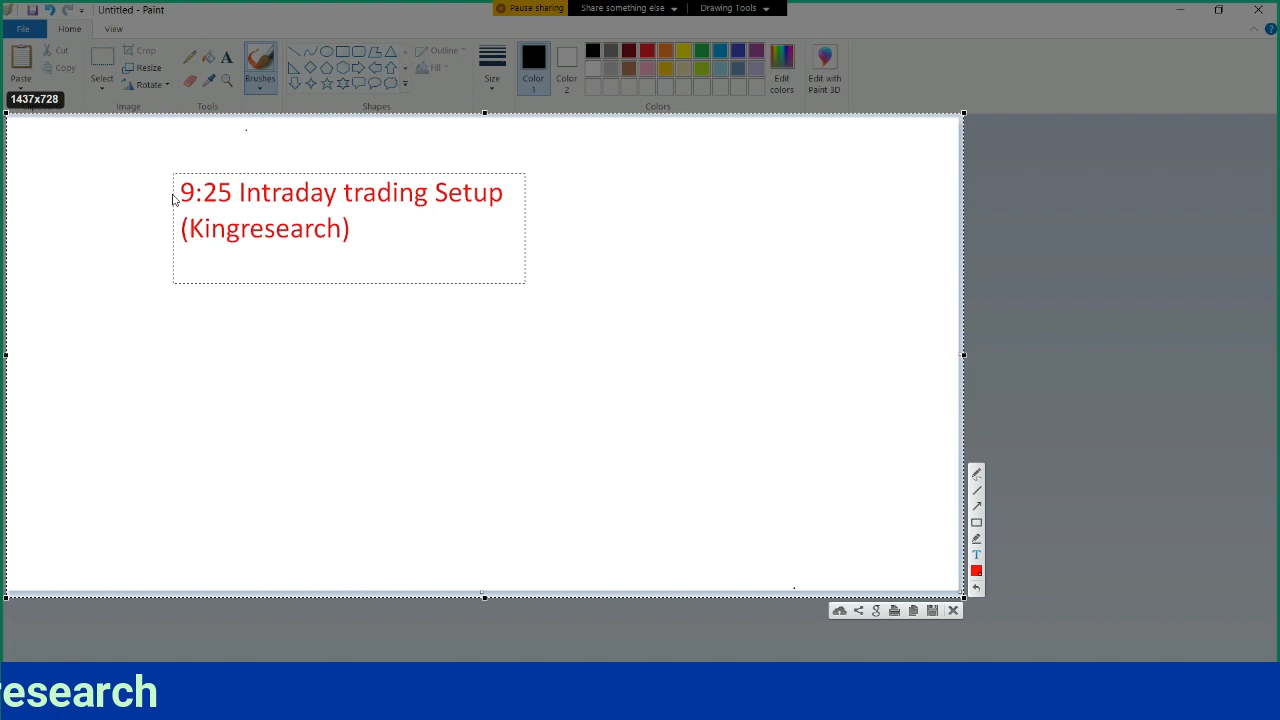 Untitled - Paint
Pause sharing
Share something else
Drawing Tools
File
Home
View
Paste
Cut
Copy
Select
Crop
Resize
Rotate
Image
Tools
Brushes
Shapes
Outline
Fill
Size
Color 1
Color 2
Edit colors
Edit with Paint 3D
Colors
1437x728
9:25 Intraday trading Setup
(Kingresearch)
T
research